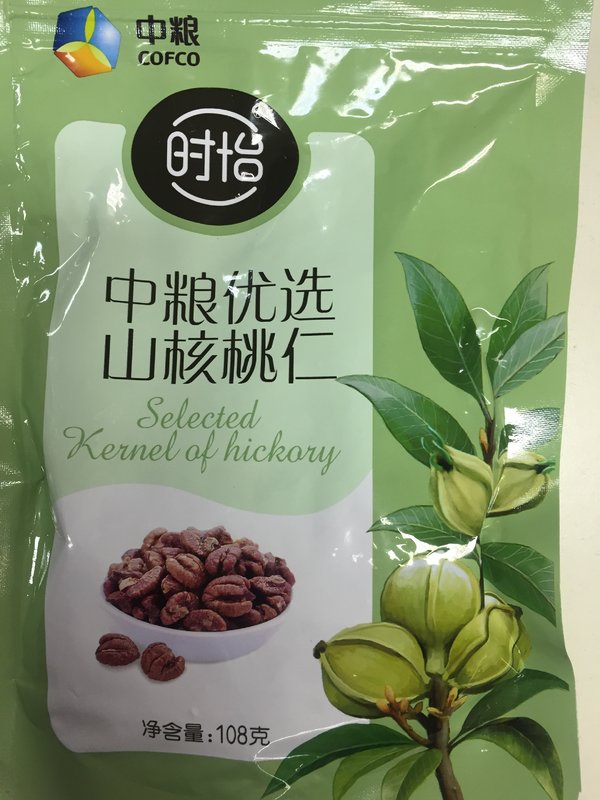 中粮
COFCO
时怡
中粮优选
山核桃仁
Selected
Kernel of hickory
净含量:108克